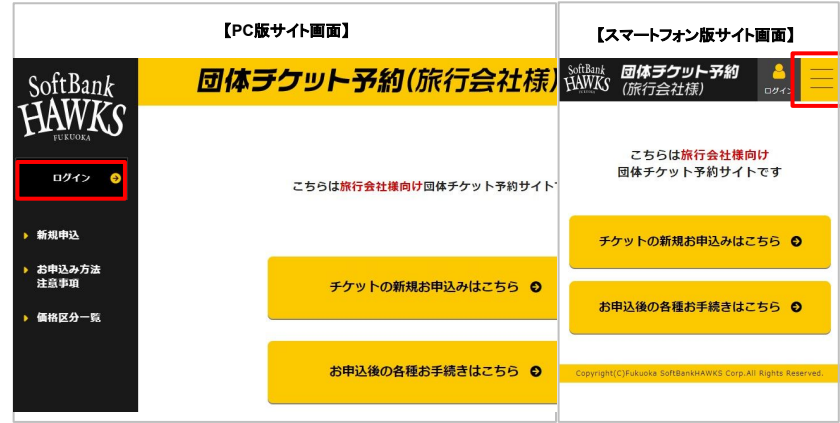 【PC版サイト画面】
SoftBank
HAWKS
FUKUOKA
団体チケット予約(旅行会社様)
ログイン
こちらは旅行会社様向け団体チケット予約サイト
新規申込
お申込み方法
注意事項
価格区分一覧
チケットの新規お申込みはこちら
お申込後の各種お手続きはこちら
【スマートフォン版サイト画面】
SoftBank
HAWKS
団体チケット予約
(旅行会社様)
ログイン
こちらは旅行会社様向け
団体チケット予約サイトです
チケットの新規お申込みはこちら
お申込後の各種お手続きはこちら
Copyright(C)Fukuoka SoftBankHAWKS Corp.All Rights Reserved.